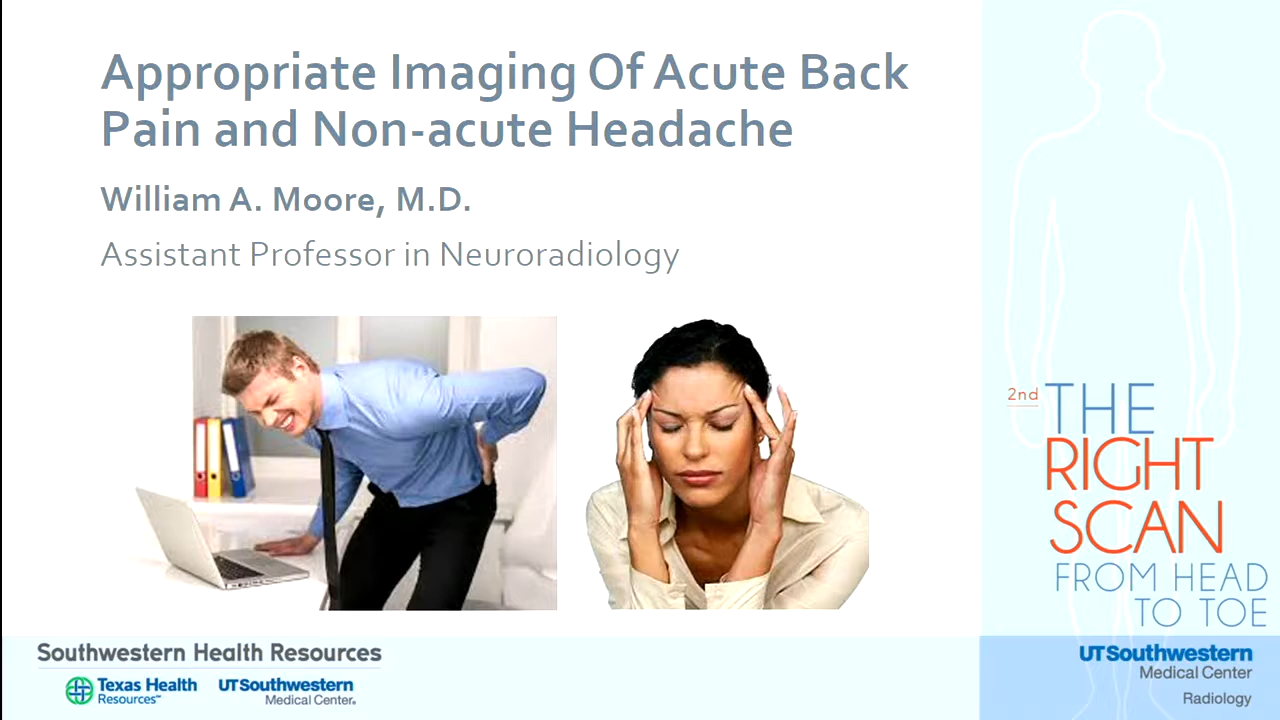 Appropriate Imaging Of Acute Back
Pain and Non-acute Headache
William A. Moore, M.D.
Assistant Professor in Neuroradiology
2nd
THE
RIGHT
SCAN
FROM HEAD
TO TOE
Southwestern Health Resources
Texas Health
Resources℠
UTSouthwestern
Medical Center®
UTSouthwestern
Medical Center
Radiology